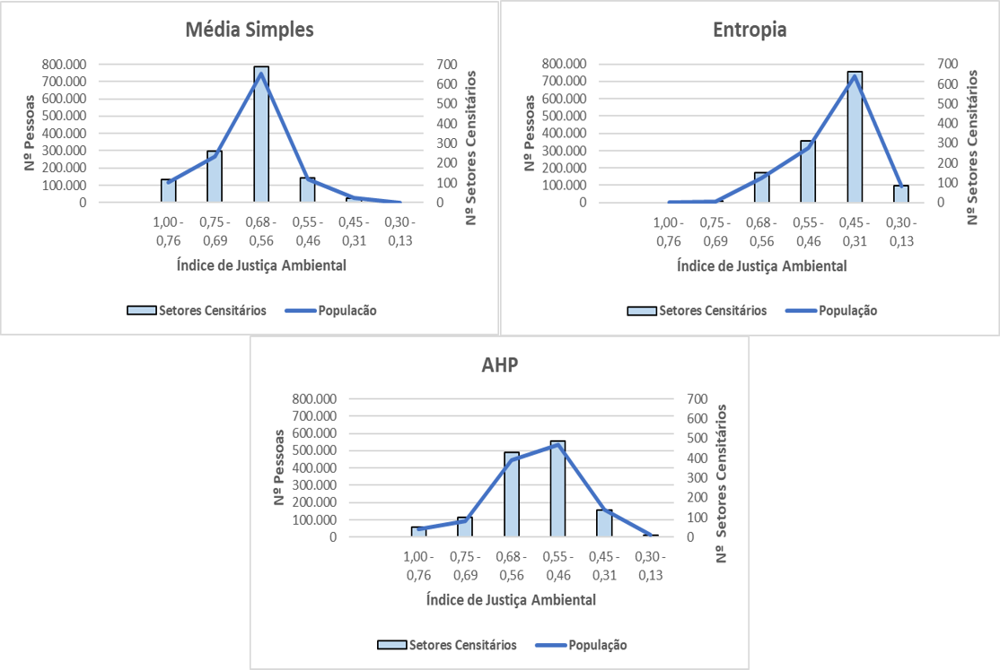 Média Simples
800.000
700.000
600.000
500.000
400.000
300.000
200.000
100.000
0
Nº Pessoas
700
600
500
400
300
200
100
0
Nº Setores Censitários
1,00 - 0,75 - 0,68 - 0,55 - 0,45 - 0,30 -
0,76 0,69 0,56 0,46 0,31 0,13
Índice de Justiça Ambiental
Setores Censitários População
Entropia
800.000
700.000
600.000
500.000
400.000
300.000
200.000
100.000
0
Nº Pessoas
700
600
500
400
300
200
100
0
Nº Setores Censitários
1,00 - 0,75 - 0,68 - 0,55 - 0,45 - 0,30 -
0,76 0,69 0,56 0,46 0,31 0,13
Índice de Justiça Ambiental
Setores Censitários População
AHP
800.000
700.000
600.000
500.000
400.000
300.000
200.000
100.000
0
Nº Pessoas
700
600
500
400
300
200
100
0
Nº Setores Censitários
1,00 - 0,75 - 0,68 - 0,55 - 0,45 - 0,30 -
0,76 0,69 0,56 0,46 0,31 0,13
Índice de Justiça Ambiental
Setores Censitários População